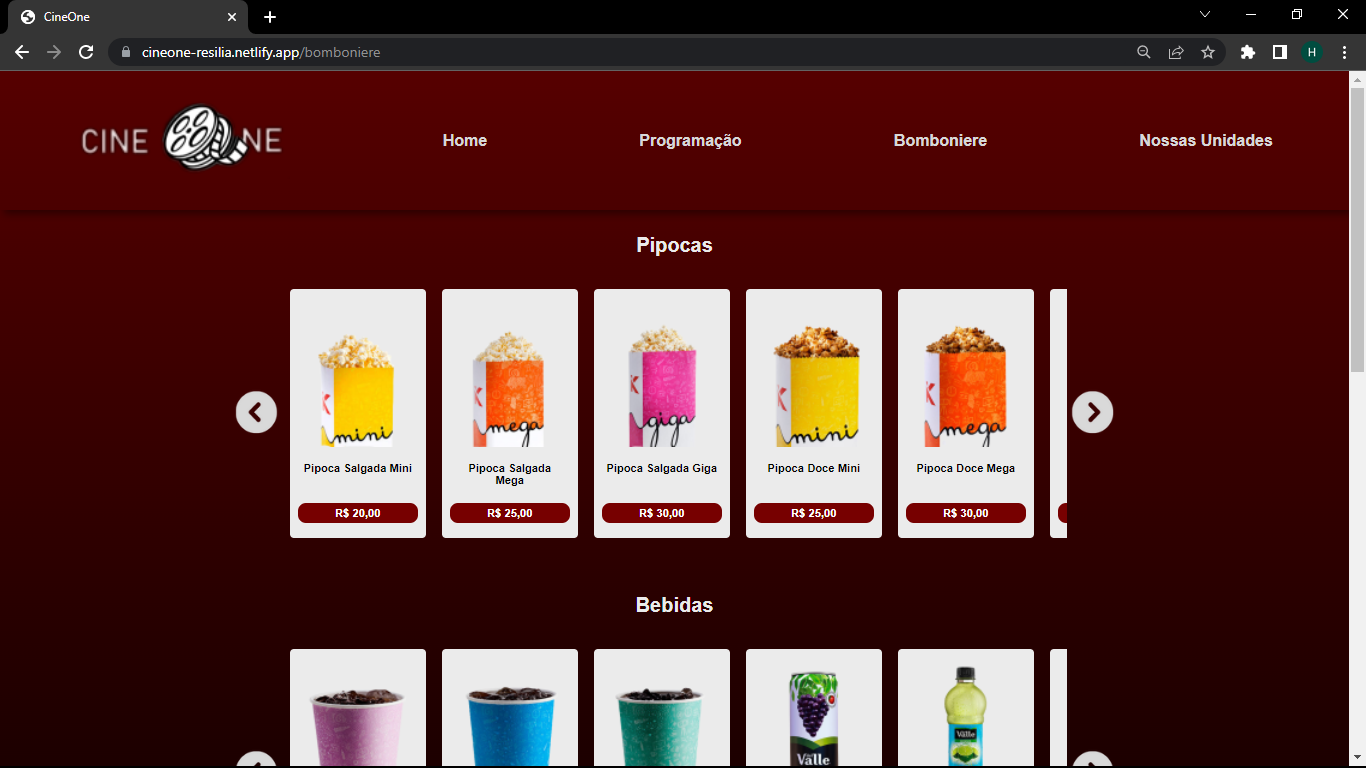 CineOne
cineone-resilia.netlify.app/bomboniere
H
CINE NE
Home
Programação
Bomboniere
Nossas Unidades
Pipocas
mini
mega
giga
mini
mega
Pipoca Salgada Mini
Pipoca Salgada
Mega
Pipoca Salgada Giga
Pipoca Doce Mini
Pipoca Doce Mega
R$ 20,00
R$ 25,00
R$ 30,00
R$ 25,00
R$ 30,00
Bebidas
Valle
Valle